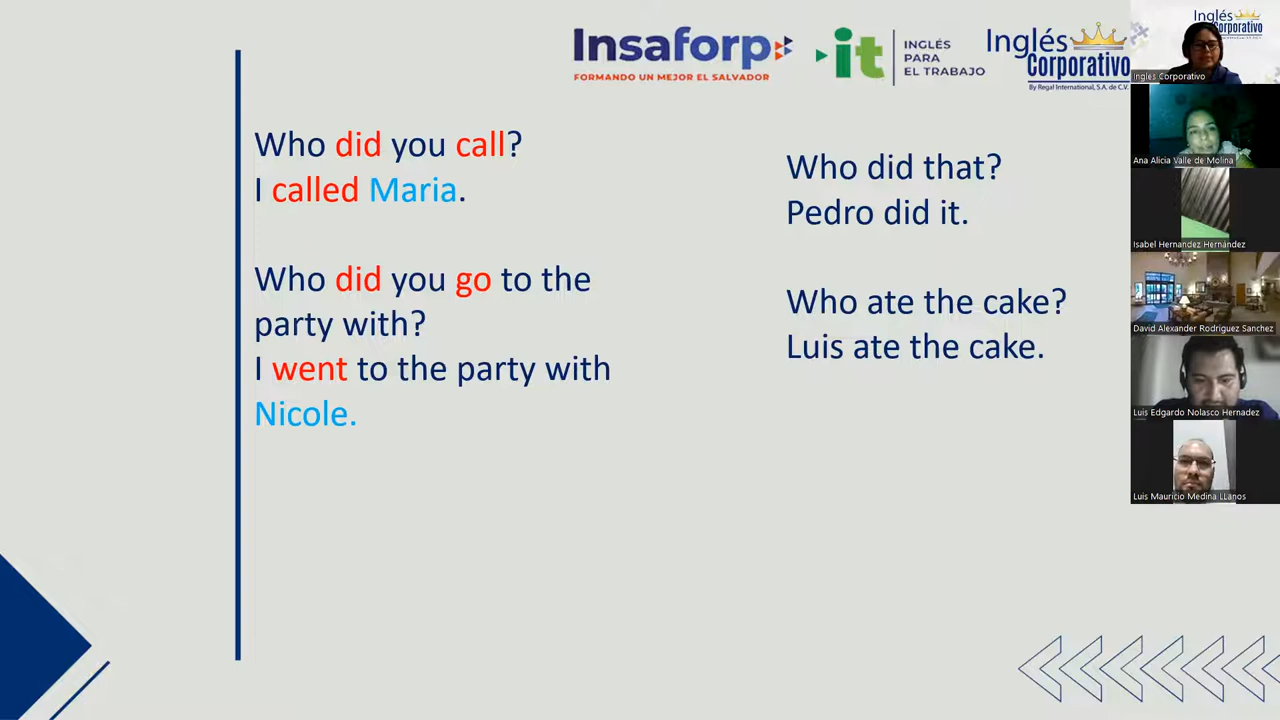 Insaforp
FORMANDO UN MEJOR EL SALVADOR
it
INGLÉS
PARA
EL TRABAJO
Inglés
Corporativo
By Regal International, S.A. de C.V.
Who did you call?
I called Maria.
Who did you go to the
party with?
I went to the party with
Nicole.
Who did that?
Pedro did it.
Who ate the cake?
Luis ate the cake.
Inglés
Corporativo
Inglés Corporativo
Ana Alicia Valle de Molina
Isabel Hernandez Hernández
David Alexander Rodriguez Sanchez
Luis Edgardo Nolasco Hernadez
Luis Mauricio Medina LLanos